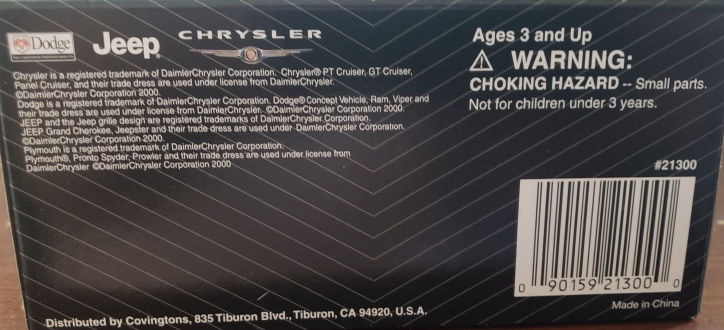 Dodge
Jeep®
CHRYSLER
Chrysler is a registered trademark of DaimlerChrysler Corporation. Chrysler® PT Cruiser, GT Cruiser,
Panel Cruiser, and their trade dress are used under license from DaimlerChrysler.
©DaimlerChrysler Corporation 2000.
Dodge is a registered trademark of DaimlerChrysler Corporation. Dodge® Concept Vehicle, Ram, Viper and
their trade dress are used under license from DaimlerChrysler. ©DaimlerChrysler Corporation 2000.
JEEP and the Jeep grille design are registered trademarks of DaimlerChrysler Corporation.
JEEP Grand Cherokee, Jeepster and their trade dress are used under DaimlerChrysler Corporation.
©DaimlerChrysler Corporation 2000.
Plymouth is a registered trademark of DaimlerChrysler Corporation.
Plymouth®, Pronto Spyder, Prowler and their trade dress are used under license from
DaimlerChrysler ©DaimlerChrysler Corporation 2000
Ages 3 and Up
WARNING:
CHOKING HAZARD -- Small parts.
Not for children under 3 years.
#21300
0 90159 21300 0
Made in China
Distributed by Covingtons, 835 Tiburon Blvd., Tiburon, CA 94920, U.S.A.